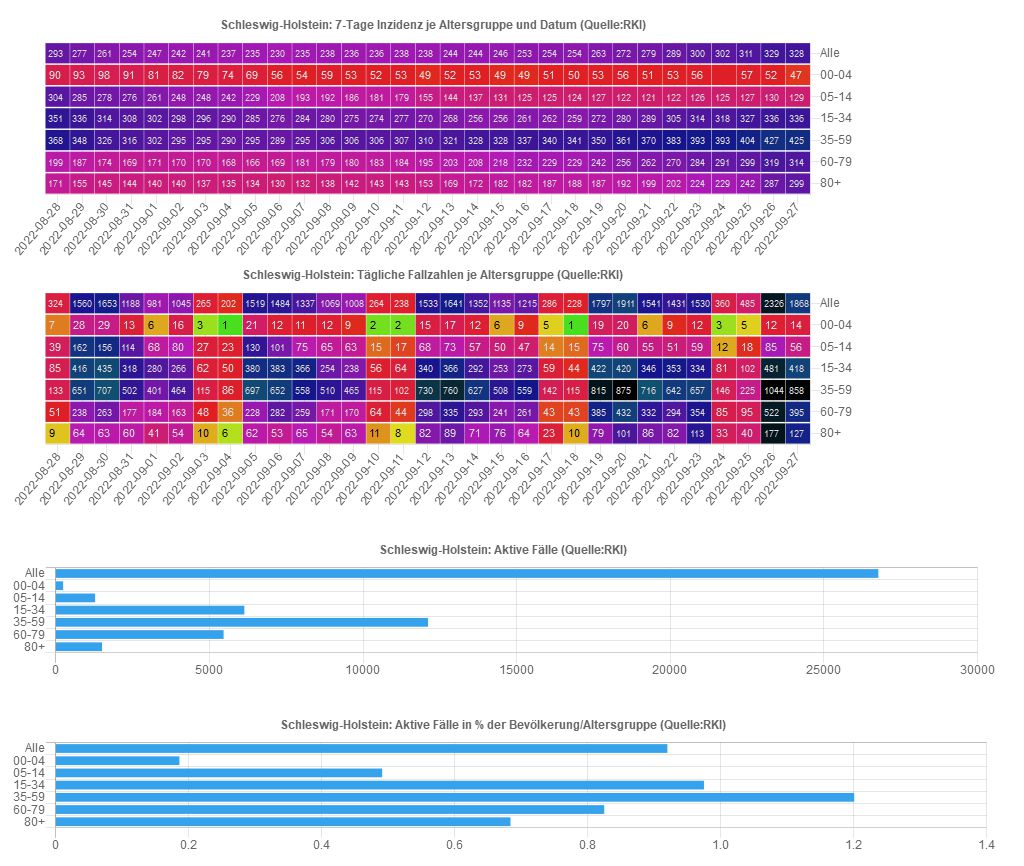 Schleswig-Holstein: 7-Tage Inzidenz je Altersgruppe und Datum (Quelle:RKI)
293 277 261 254 247 242 241 237 235 230 235 238 236 236 238 238 244 244 246 253 254 254 263 272 279 289 300 302 311 329 328 Alle
90 93 98 91 81 82 79 74 69 56 54 59 53 52 53 49 52 53 49 49 51 50 53 56 51 53 56 57 52 47 00-04
304 285 278 276 261 248 248 242 229 208 193 192 186 181 179 155 144 137 131 125 125 124 127 122 121 122 126 125 127 130 129 05-14
351 336 314 308 302 298 296 290 285 276 284 280 275 284 277 270 268 256 256 261 262 259 272 280 289 305 314 318 327 336 336 15-34
368 348 326 316 302 295 295 290 295 289 295 306 306 306 307 310 321 328 328 337 340 341 350 361 370 383 393 393 404 427 425 35-59
199 187 174 169 171 170 170 168 166 169 181 179 180 183 184 195 203 208 218 232 229 229 242 256 262 270 284 291 299 319 314 60-79
171 155 145 144 140 140 137 135 134 130 132 138 142 143 143 153 169 172 182 182 187 188 187 192 199 202 224 229 242 287 299 80+
2022-08-28 2022-08-29 2022-08-30 2022-08-31 2022-09-01 2022-09-02 2022-09-03 2022-09-04 2022-09-05 2022-09-06 2022-09-07 2022-09-08 2022-09-09 2022-09-10 2022-09-11 2022-09-12 2022-09-13 2022-09-14 2022-09-15 2022-09-16 2022-09-17 2022-09-18 2022-09-19 2022-09-20 2022-09-21 2022-09-22 2022-09-23 2022-09-24 2022-09-25 2022-09-26 2022-09-27
Schleswig-Holstein: Tägliche Fallzahlen je Altersgruppe (Quelle:RKI)
324 1560 1653 1188 981 1045 265 202 1519 1484 1337 1069 1008 264 238 1533 1641 1352 1135 1215 286 228 1797 1911 1541 1431 1530 360 485 2326 1868 Alle
7 28 29 13 6 16 3 1 21 12 11 12 9 2 2 15 17 12 6 9 5 1 19 20 6 9 12 3 5 12 14 00-04
39 162 156 114 68 80 27 23 130 101 75 65 63 15 17 68 73 57 50 47 14 15 75 60 55 51 59 12 18 85 56 05-14
85 416 435 318 280 266 62 50 380 383 366 254 238 56 64 340 366 292 253 273 59 44 422 420 346 353 334 81 102 481 418 15-34
133 651 707 502 401 464 115 86 697 652 558 510 465 115 102 730 760 627 508 559 142 115 815 875 716 642 657 146 225 1044 858 35-59
51 238 263 177 184 163 48 36 228 282 259 171 170 64 44 298 335 293 241 261 43 43 385 432 332 294 354 85 95 522 395 60-79
9 64 63 60 41 54 10 6 62 53 65 54 63 11 8 82 89 71 76 64 23 10 79 101 86 82 113 33 40 177 127 80+
2022-08-28 2022-08-29 2022-08-30 2022-08-31 2022-09-01 2022-09-02 2022-09-03 2022-09-04 2022-09-05 2022-09-06 2022-09-07 2022-09-08 2022-09-09 2022-09-10 2022-09-11 2022-09-12 2022-09-13 2022-09-14 2022-09-15 2022-09-16 2022-09-17 2022-09-18 2022-09-19 2022-09-20 2022-09-21 2022-09-22 2022-09-23 2022-09-24 2022-09-25 2022-09-26 2022-09-27
Schleswig-Holstein: Aktive Fälle (Quelle:RKI)
Alle
00-04
05-14
15-34
35-59
60-79
80+
0 5000 10000 15000 20000 25000 30000
Schleswig-Holstein: Aktive Fälle in % der Bevölkerung/Altersgruppe (Quelle:RKI)
Alle
00-04
05-14
15-34
35-59
60-79
80+
0 0.2 0.4 0.6 0.8 1.0 1.2 1.4